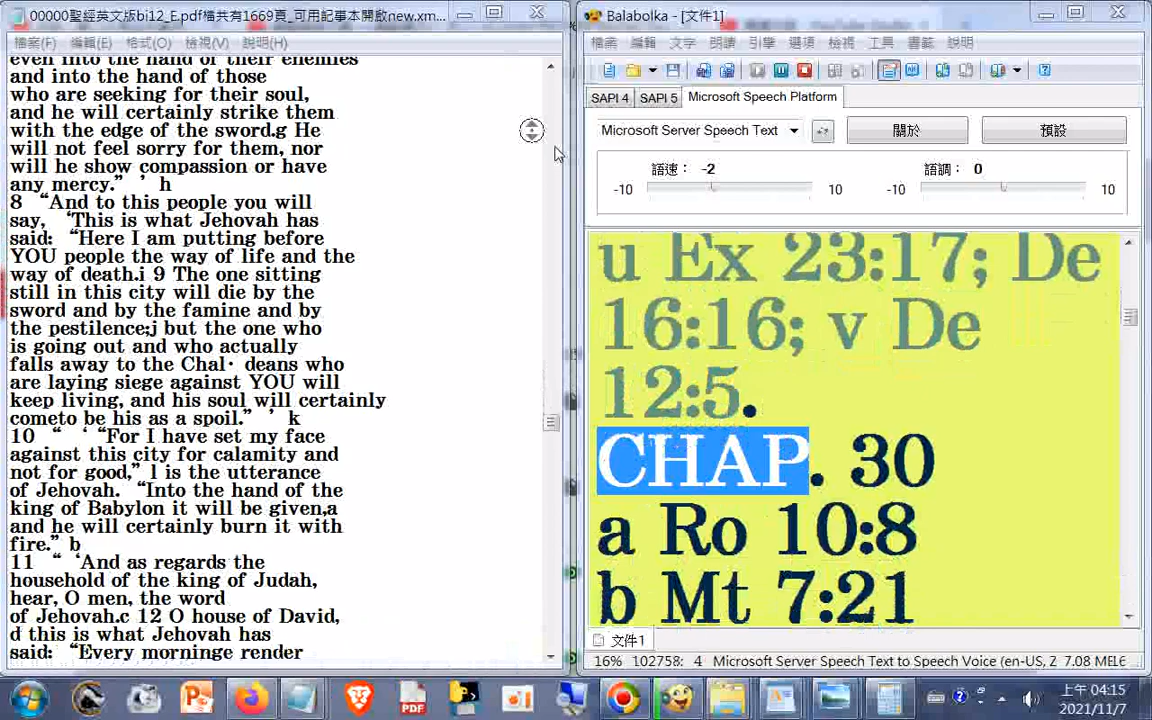 00000聖經英文版bi12_E.pdf檔共有1669頁_可用記事本開啟new.xm...
檔案(F) 編輯(E) 格式(O) 檢視(V) 說明(H)
even into the hand of their enemies
and into the hand of those
who are seeking for their soul,
and he will certainly strike them
with the edge of the sword.g He
will not feel sorry for them, nor
will he show compassion or have
any mercy.” ’ h
8 “And to this people you will
say, ‘This is what Jehovah has
said: “Here I am putting before
YOU people the way of life and the
way of death.i 9 The one sitting
still in this city will die by the
sword and by the famine and by
the pestilence;j but the one who
is going out and who actually
falls away to the Chal· deans who
are laying siege against YOU will
keep living, and his soul will certainly
cometo be his as a spoil.” ’ k
10 “ ‘ “For I have set my face
against this city for calamity and
not for good,” l is the utterance
of Jehovah. “Into the hand of the
king of Babylon it will be given,a
and he will certainly burn it with
fire.” b
11 “ ‘And as regards the
household of the king of Judah,
hear, O men, the word
of Jehovah.c 12 O house of David,
d this is what Jehovah has
said: “Every morninge render
Balabolka - [文件1]
檔案 編輯 文字 朗讀 引擎 選項 檢視 工具 書籤 說明
SAPI 4 SAPI 5 Microsoft Speech Platform
Microsoft Server Speech Text 關於 預設
語速: -2 語調: 0
-10 10 -10 10
u Ex 23:17; De
16:16; v De
12:5.
CHAP. 30
a Ro 10:8
b Mt 7:21
文件1
16% 102758: 4 Microsoft Server Speech Text to Speech Voice (en-US, Z 7.08 МБ
PDF
上午 04:15
2021/11/7